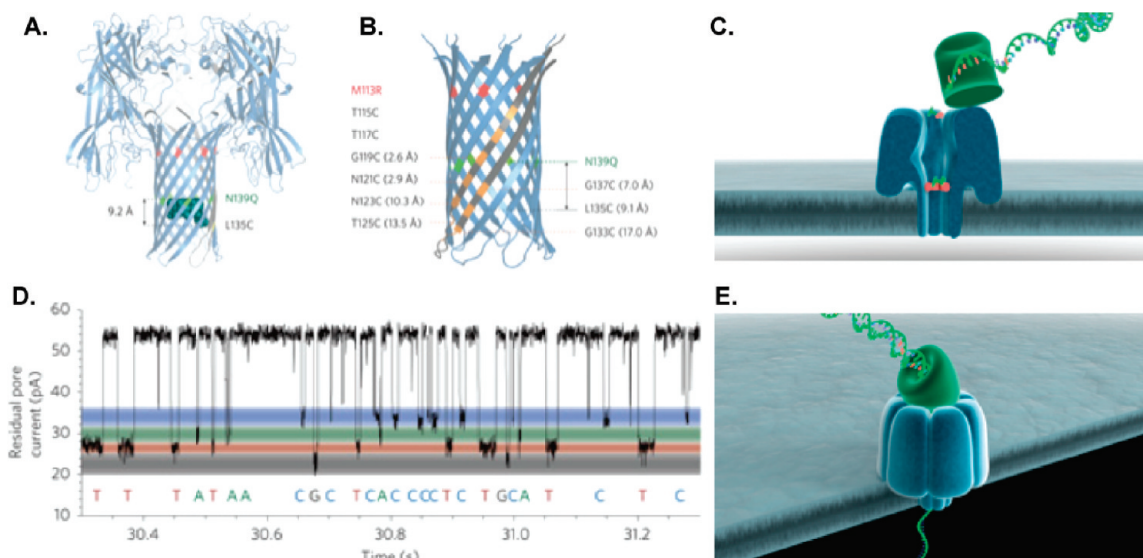 A.
N139Q
9.2 Å
L135C
B.
M113R
T115C
T117C
G119C (2.6 Å)
N121C (2.9 Å)
N123C (10.3 Å)
T125C (13.5 Å)
N139Q
G137C (7.0 Å)
L135C (9.1 Å)
G133C (17.0 Å)
C.
D.
Residual pore
current (pA)
60
50
40
30
20
10
T T T A T A A C G C T C A C C C C T C T G C A T C T C
30.4 30.6 30.8 31.0 31.2
Time (s)
E.